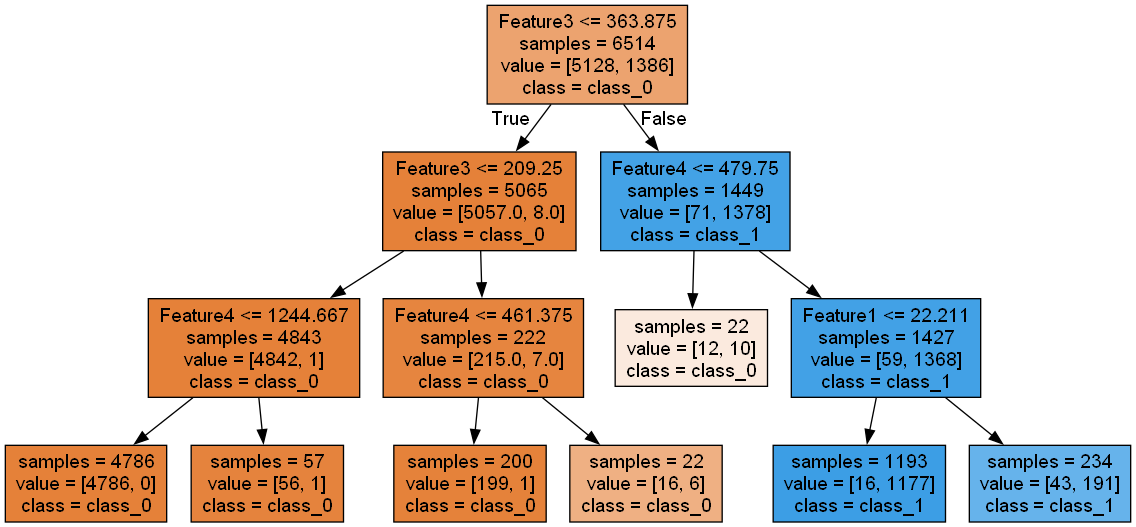 Feature3 <= 363.875
samples = 6514
value = [5128, 1386]
class = class_0
True
False
Feature3 <= 209.25
samples = 5065
value = [5057.0, 8.0]
class = class_0
Feature4 <= 479.75
samples = 1449
value = [71, 1378]
class = class_1
Feature4 <= 1244.667
samples = 4843
value = [4842, 1]
class = class_0
Feature4 <= 461.375
samples = 222
value = [215.0, 7.0]
class = class_0
samples = 22
value = [12, 10]
class = class_0
Feature1 <= 22.211
samples = 1427
value = [59, 1368]
class = class_1
samples = 4786
value = [4786, 0]
class = class_0
samples = 57
value = [56, 1]
class = class_0
samples = 200
value = [199, 1]
class = class_0
samples = 22
value = [16, 6]
class = class_0
samples = 1193
value = [16, 1177]
class = class_1
samples = 234
value = [43, 191]
class = class_1